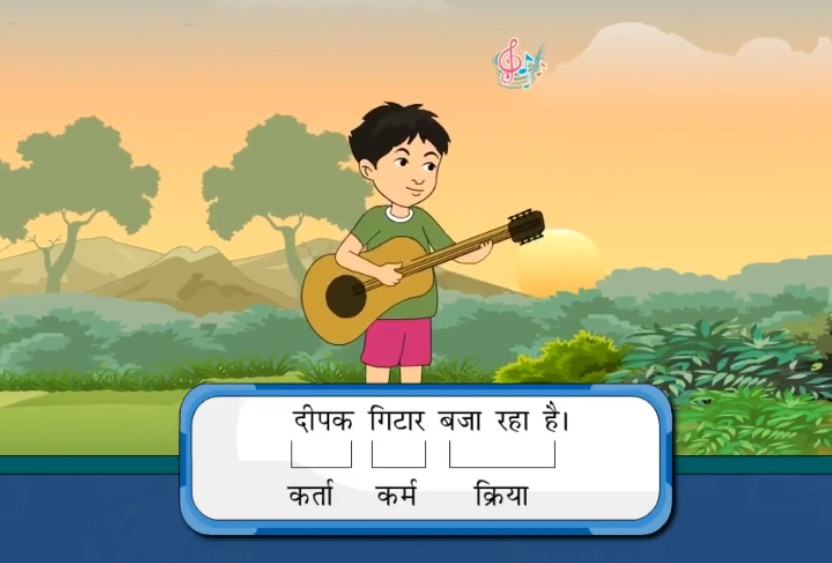 दीपक गिटार बजा रहा है।
कर्ता कर्म क्रिया